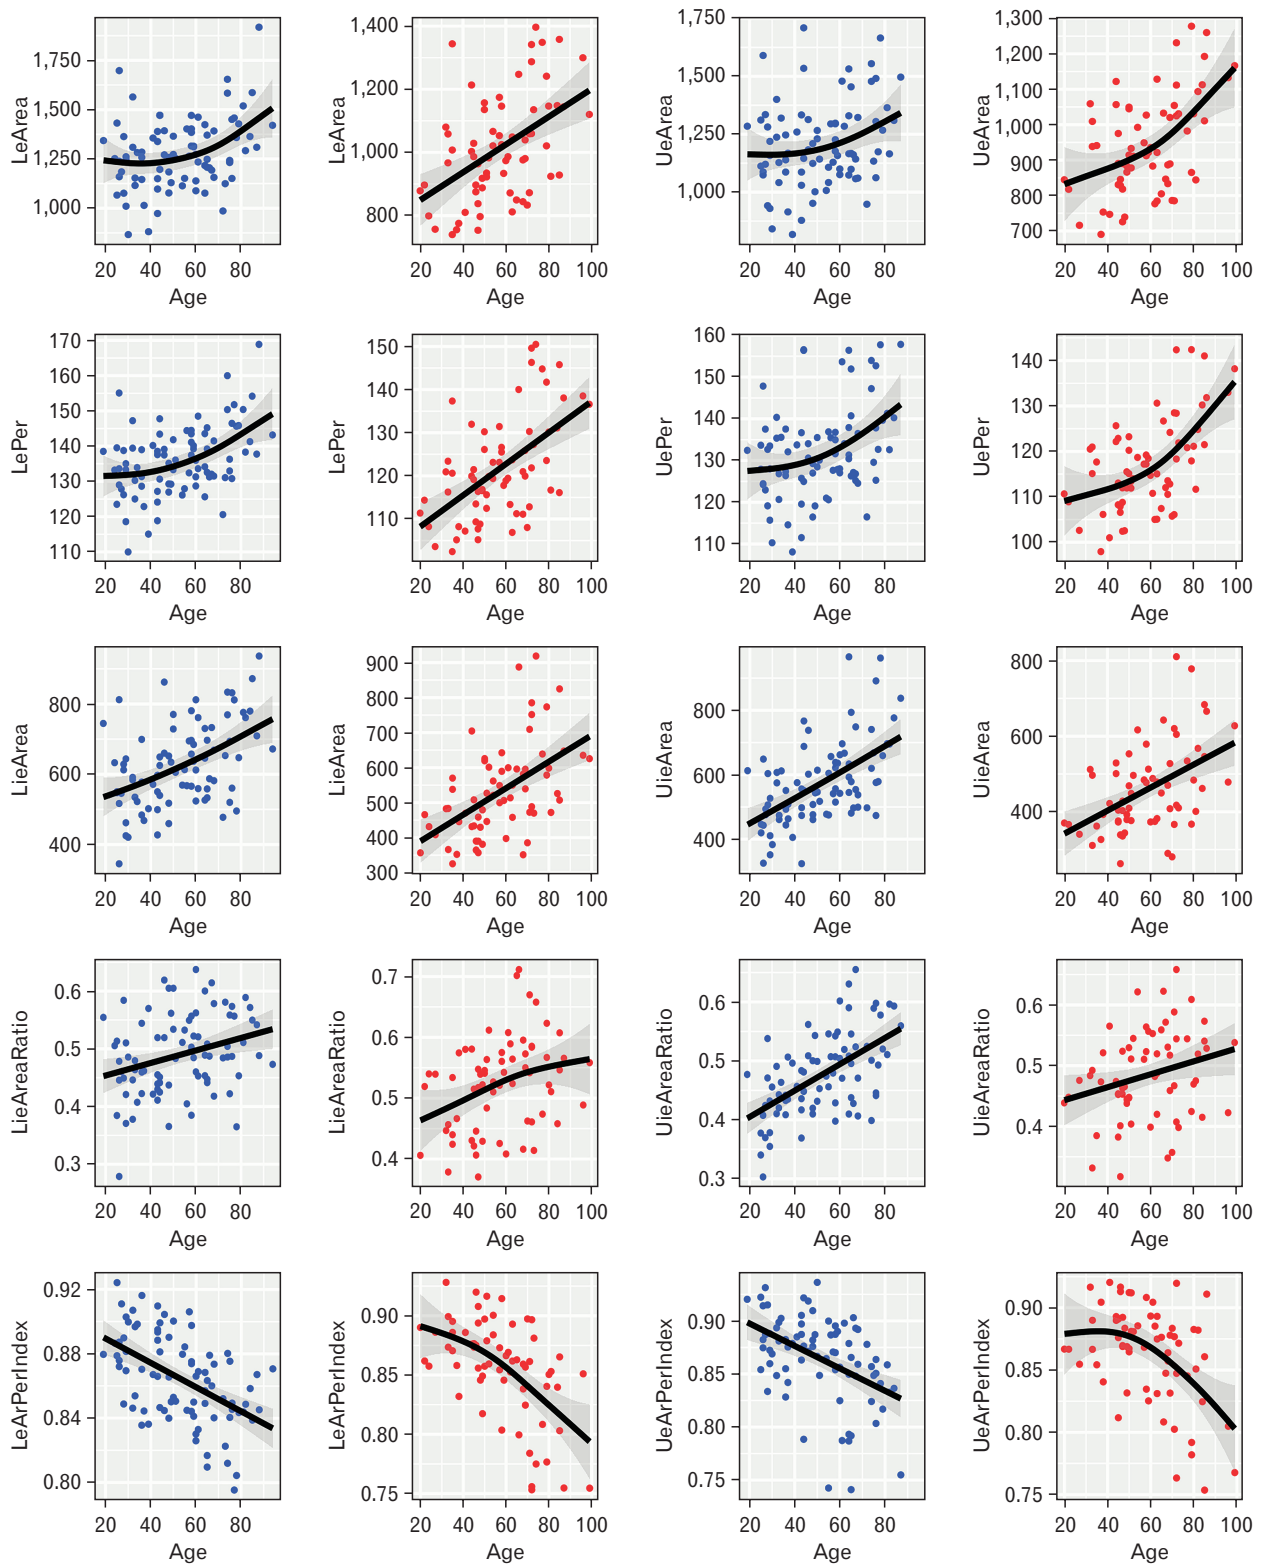 LeArea
1,750
1,500
1,250
1,000
20 40 60 80
Age
LeArea
1,400
1,200
1,000
800
20 40 60 80 100
Age
UeArea
1,750
1,500
1,250
1,000
20 40 60 80
Age
UeArea
1,300
1,200
1,100
1,000
900
800
700
20 40 60 80 100
Age
LePer
170
160
150
140
130
120
110
20 40 60 80
Age
LePer
150
140
130
120
110
20 40 60 80 100
Age
UePer
160
150
140
130
120
110
20 40 60 80
Age
UePer
140
130
120
110
100
20 40 60 80 100
Age
LieArea
800
600
400
20 40 60 80
Age
LieArea
900
800
700
600
500
400
300
20 40 60 80 100
Age
UieArea
800
600
400
20 40 60 80
Age
UieArea
800
600
400
20 40 60 80 100
Age
LieAreaRatio
0.6
0.5
0.4
0.3
20 40 60 80
Age
LieAreaRatio
0.7
0.6
0.5
0.4
20 40 60 80 100
Age
UieAreaRatio
0.6
0.5
0.4
0.3
20 40 60 80
Age
UieAreaRatio
0.6
0.5
0.4
20 40 60 80 100
Age
LeArPerIndex
0.92
0.88
0.84
0.80
20 40 60 80
Age
LeArPerIndex
0.90
0.85
0.80
0.75
20 40 60 80 100
Age
UeArPerIndex
0.90
0.85
0.80
0.75
20 40 60 80
Age
UeArPerIndex
0.90
0.85
0.80
0.75
20 40 60 80 100
Age